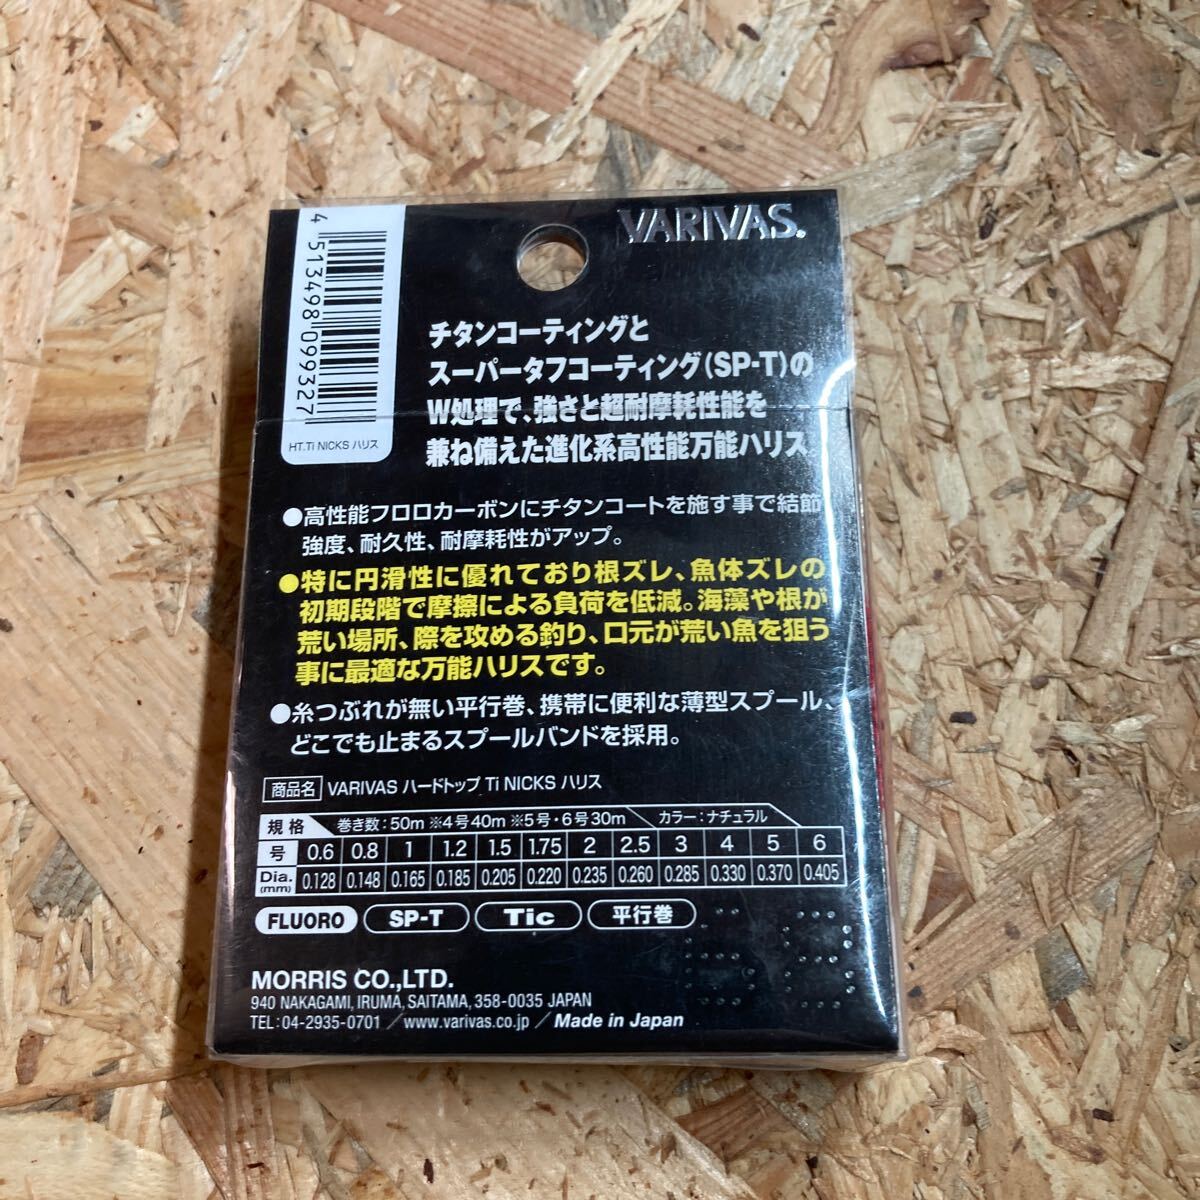 VARIVAS®
4 513498 099327
HT.Ti NICKS ハリス
チタンコーティングと
スーパータフコーティング(SP-T)の
W処理で、強さと超耐摩耗性能を
兼ね備えた進化系高性能万能ハリス
●高性能フロロカーボンにチタンコートを施す事で結節
強度、耐久性、耐摩耗性がアップ。
●特に円滑性に優れており根ズレ、魚体ズレの
初期段階で摩擦による負荷を低減。海藻や根が
荒い場所、際を攻める釣り、口元が荒い魚を狙う
事に最適な万能ハリスです。
●糸つぶれが無い平行巻、携帯に便利な薄型スプール、
どこでも止まるスプールバンドを採用。
商品名 VARIVAS ハードトップ Ti NICKS ハリス
規格 巻き数:50m ※4号40m ※5号・6号30m カラー:ナチュラル
号 0.6 0.8 1 1.2 1.5 1.75 2 2.5 3 4 5 6
Dia.(mm) 0.128 0.148 0.165 0.185 0.205 0.220 0.235 0.260 0.285 0.330 0.370 0.405
FLUORO SP-T Tic 平行巻
MORRIS CO.,LTD.
940 NAKAGAMI, IRUMA, SAITAMA, 358-0035 JAPAN
TEL:04-2935-0701 / www.varivas.co.jp / Made in Japan